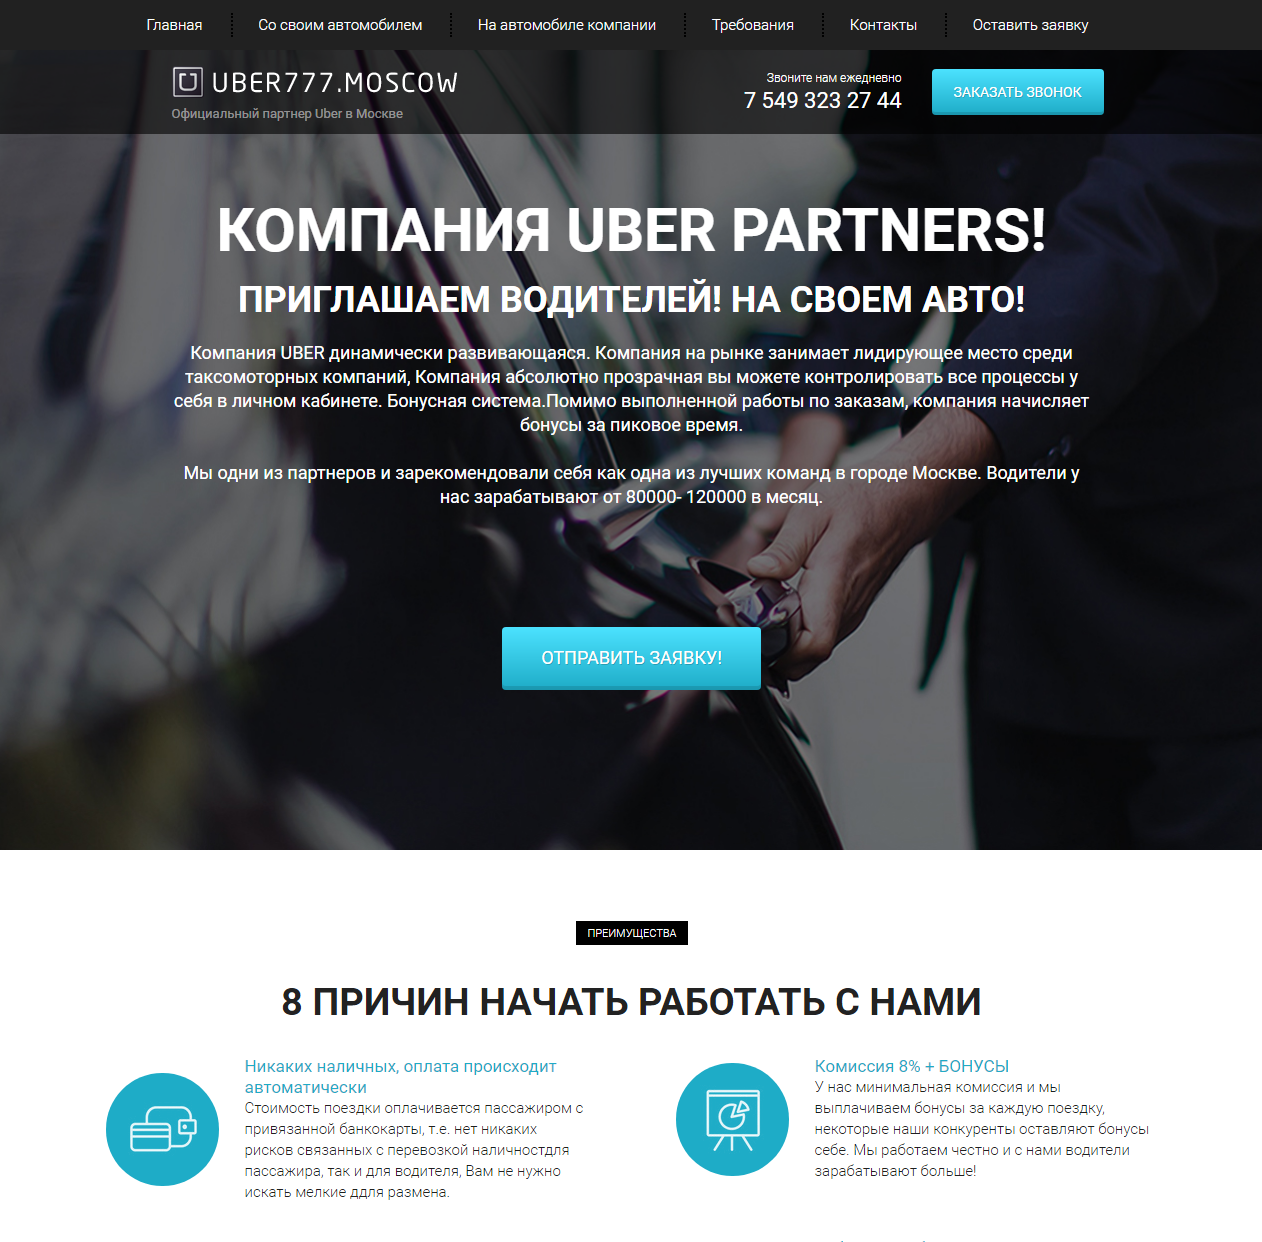 Главная
Со своим автомобилем
На автомобиле компании
Требования
Контакты
Оставить заявку
UBER777.MOSCOW
Официальный партнер Uber в Москве
Звоните нам ежедневно
7 549 323 27 44
ЗАКАЗАТЬ ЗВОНОК
КОМПАНИЯ UBER PARTNERS!
ПРИГЛАШАЕМ ВОДИТЕЛЕЙ! НА СВОЕМ АВТО!
Компания UBER динамически развивающаяся. Компания на рынке занимает лидирующее место среди
таксомоторных компаний, Компания абсолютно прозрачная вы можете контролировать все процессы у
себя в личном кабинете. Бонусная система.Помимо выполненной работы по заказам, компания начисляет
бонусы за пиковое время.
Мы одни из партнеров и зарекомендовали себя как одна из лучших команд в городе Москве. Водители у
нас зарабатывают от 80000- 120000 в месяц.
ОТПРАВИТЬ ЗАЯВКУ!
ПРЕИМУЩЕСТВА
8 ПРИЧИН НАЧАТЬ РАБОТАТЬ С НАМИ
Никаких наличных, оплата происходит
автоматически
Стоимость поездки оплачивается пассажиром с
привязанной банкокарты, т.е. нет никаких
рисков связанных с перевозкой наличностдля
пассажира, так и для водителя, Вам не нужно
искать мелкие ддля размена.
Комиссия 8% + БОНУСЫ
У нас минимальная комиссия и мы
выплачиваем бонусы за каждую поездку,
некоторые наши конкуренты оставляют бонусы
себе. Мы работаем честно и с нами водители
зарабатывают больше!